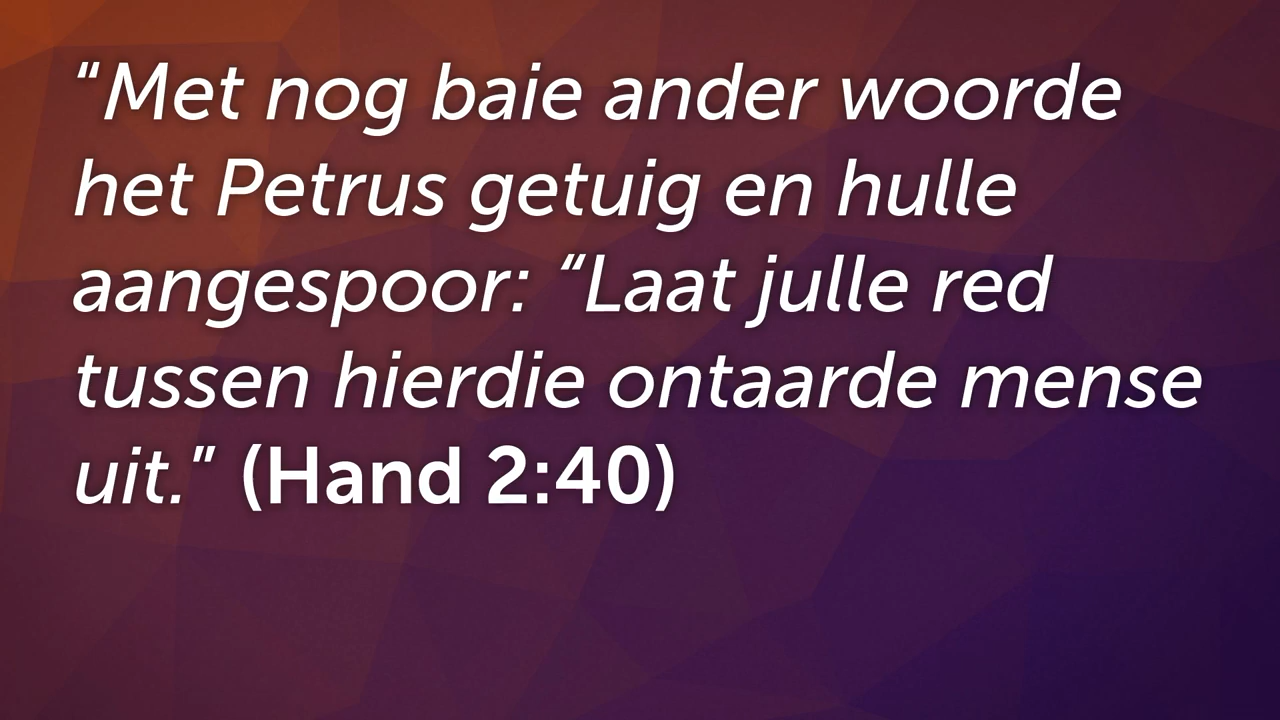 “Met nog baie ander woorde
het Petrus getuig en hulle
aangespoor: “Laat julle red
tussen hierdie ontaarde mense
uit.” (Hand 2:40)